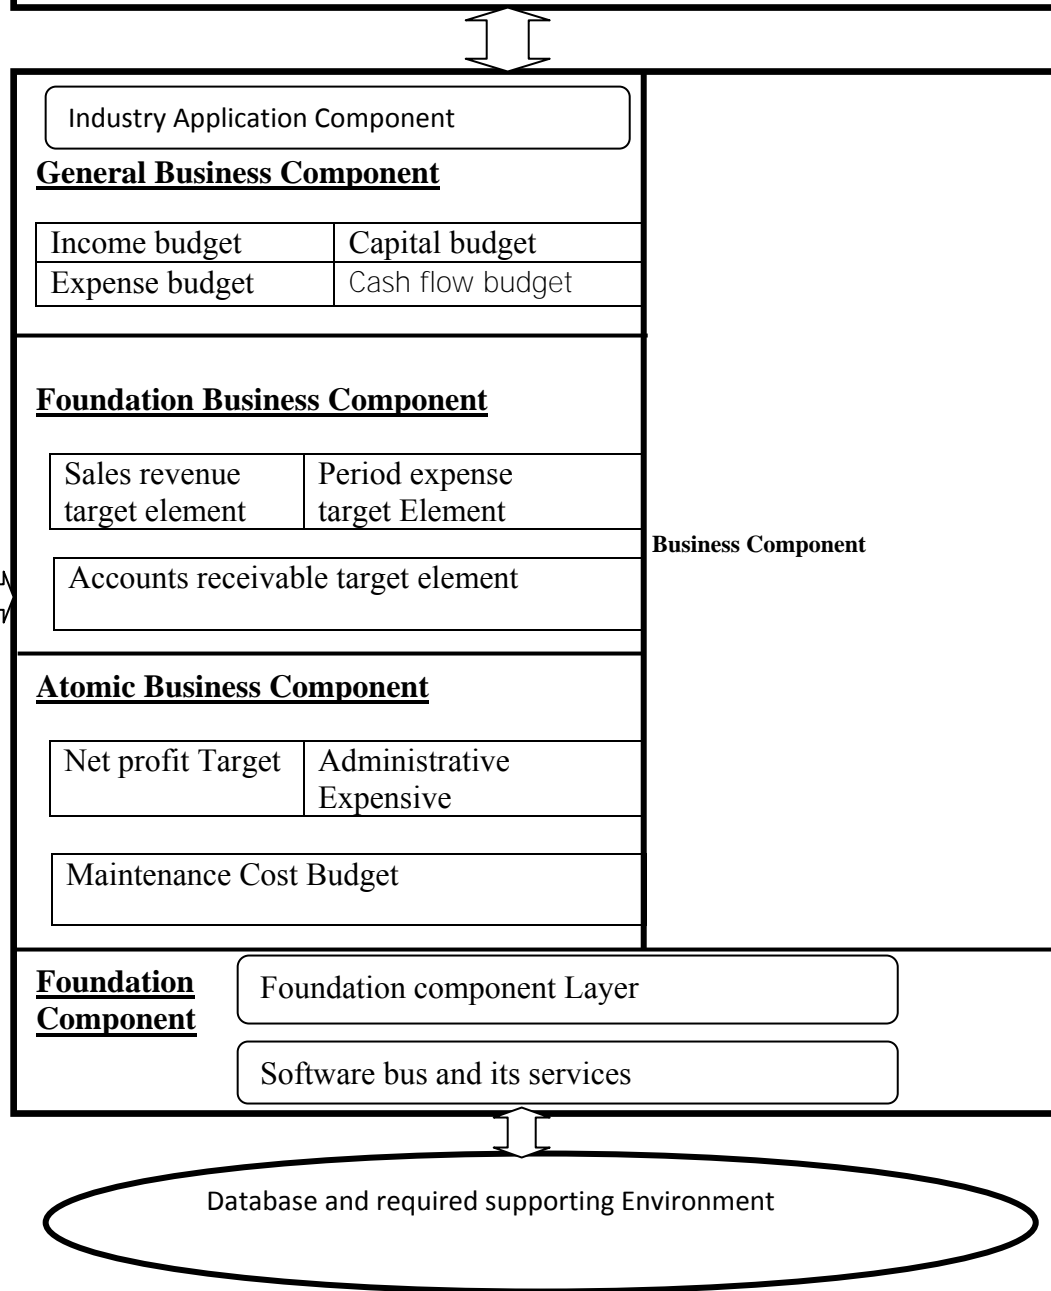 Industry Application Component
General Business Component
Income budget
Capital budget
Expense budget
Cash flow budget
Foundation Business Component
Sales revenue
target element
Period expense
target Element
Accounts receivable target element
Business Component
Atomic Business Component
Net profit Target
Administrative
Expensive
Maintenance Cost Budget
Foundation
Component
Foundation component Layer
Software bus and its services
Database and required supporting Environment